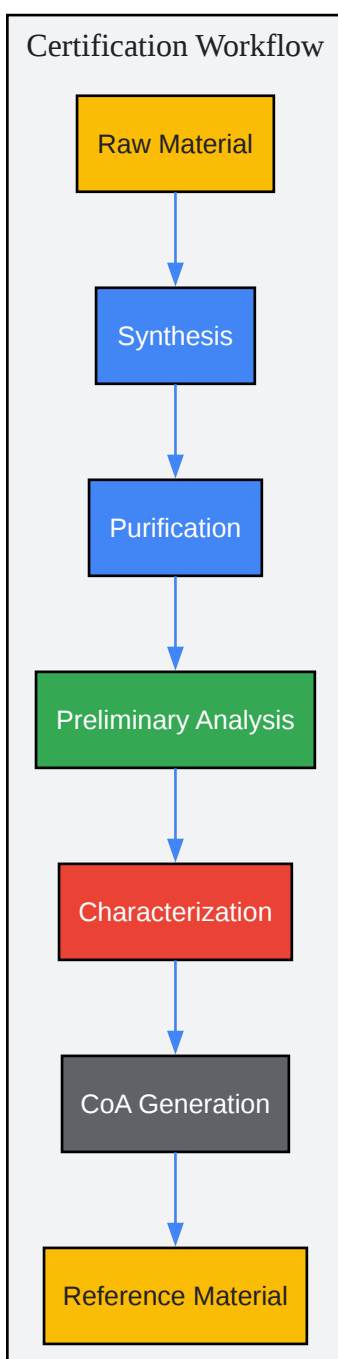 Certification Workflow
Raw Material
Synthesis
Purification
Preliminary Analysis
Characterization
CoA Generation
Reference Material